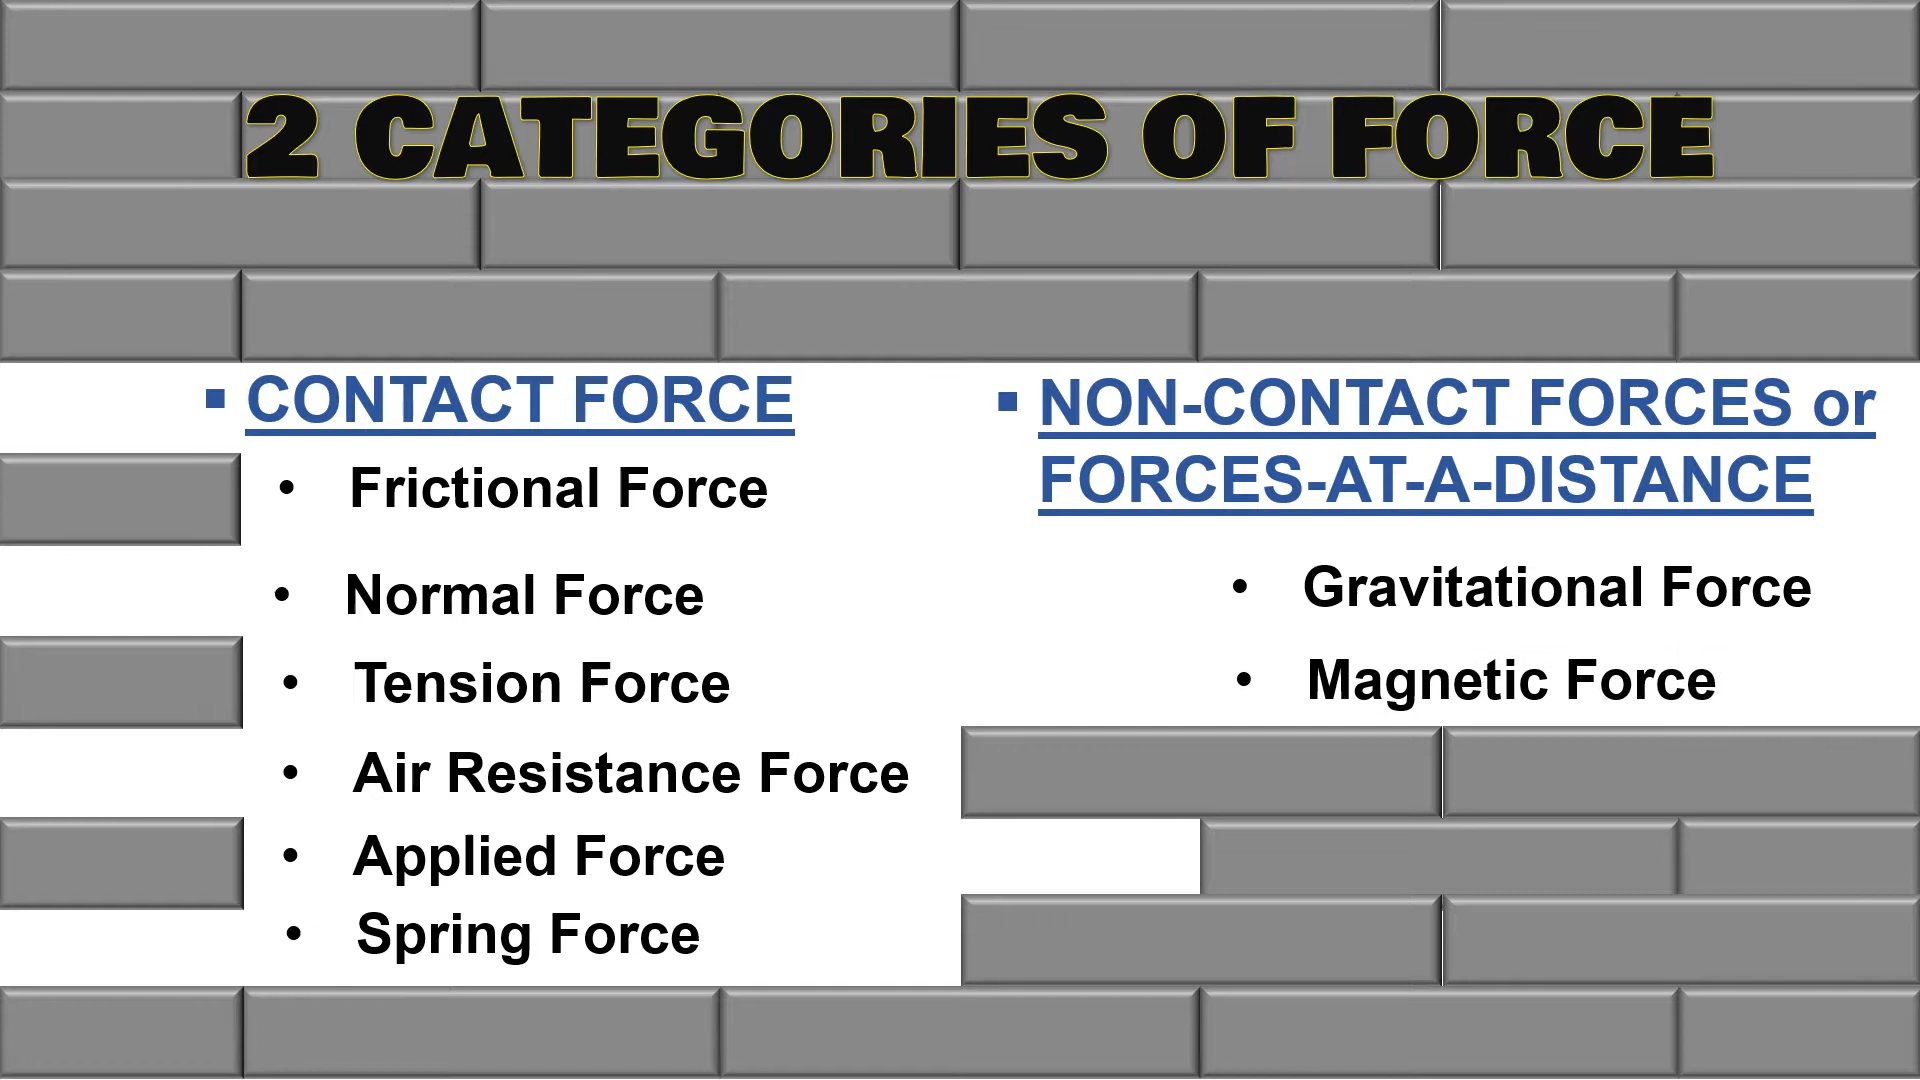 2 CATEGORIES OF FORCE
▪ CONTACT FORCE
• Frictional Force
• Normal Force
• Tension Force
• Air Resistance Force
• Applied Force
• Spring Force
▪ NON-CONTACT FORCES or
FORCES-AT-A-DISTANCE
• Gravitational Force
• Magnetic Force